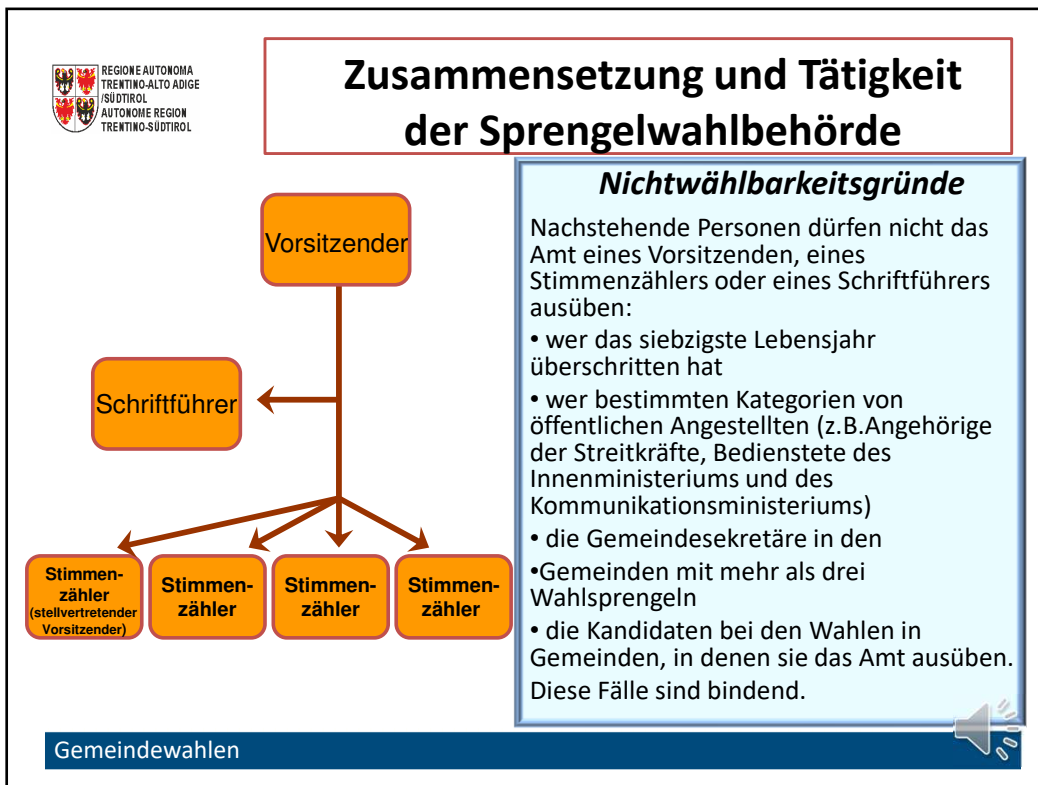 REGIONE AUTONOMA
TRENTINO-ALTO ADIGE
/SÜDTIROL
AUTONOME REGION
TRENTINO-SÜDTIROL
Zusammensetzung und Tätigkeit
der Sprengelwahlbehörde
Vorsitzender
Schriftführer
Stimmen-
zähler
(stellvertretender
Vorsitzender)
Stimmen-
zähler
Stimmen-
zähler
Stimmen-
zähler
Nichtwählbarkeitsgründe
Nachstehende Personen dürfen nicht das
Amt eines Vorsitzenden, eines
Stimmenzählers oder eines Schriftführers
ausüben:
• wer das siebzigste Lebensjahr
überschritten hat
• wer bestimmten Kategorien von
öffentlichen Angestellten (z.B.Angehörige
der Streitkräfte, Bedienstete des
Innenministeriums und des
Kommunikationsministeriums)
• die Gemeindesekretäre in den
•Gemeinden mit mehr als drei
Wahlsprengeln
• die Kandidaten bei den Wahlen in
Gemeinden, in denen sie das Amt ausüben.
Diese Fälle sind bindend.
Gemeindewahlen